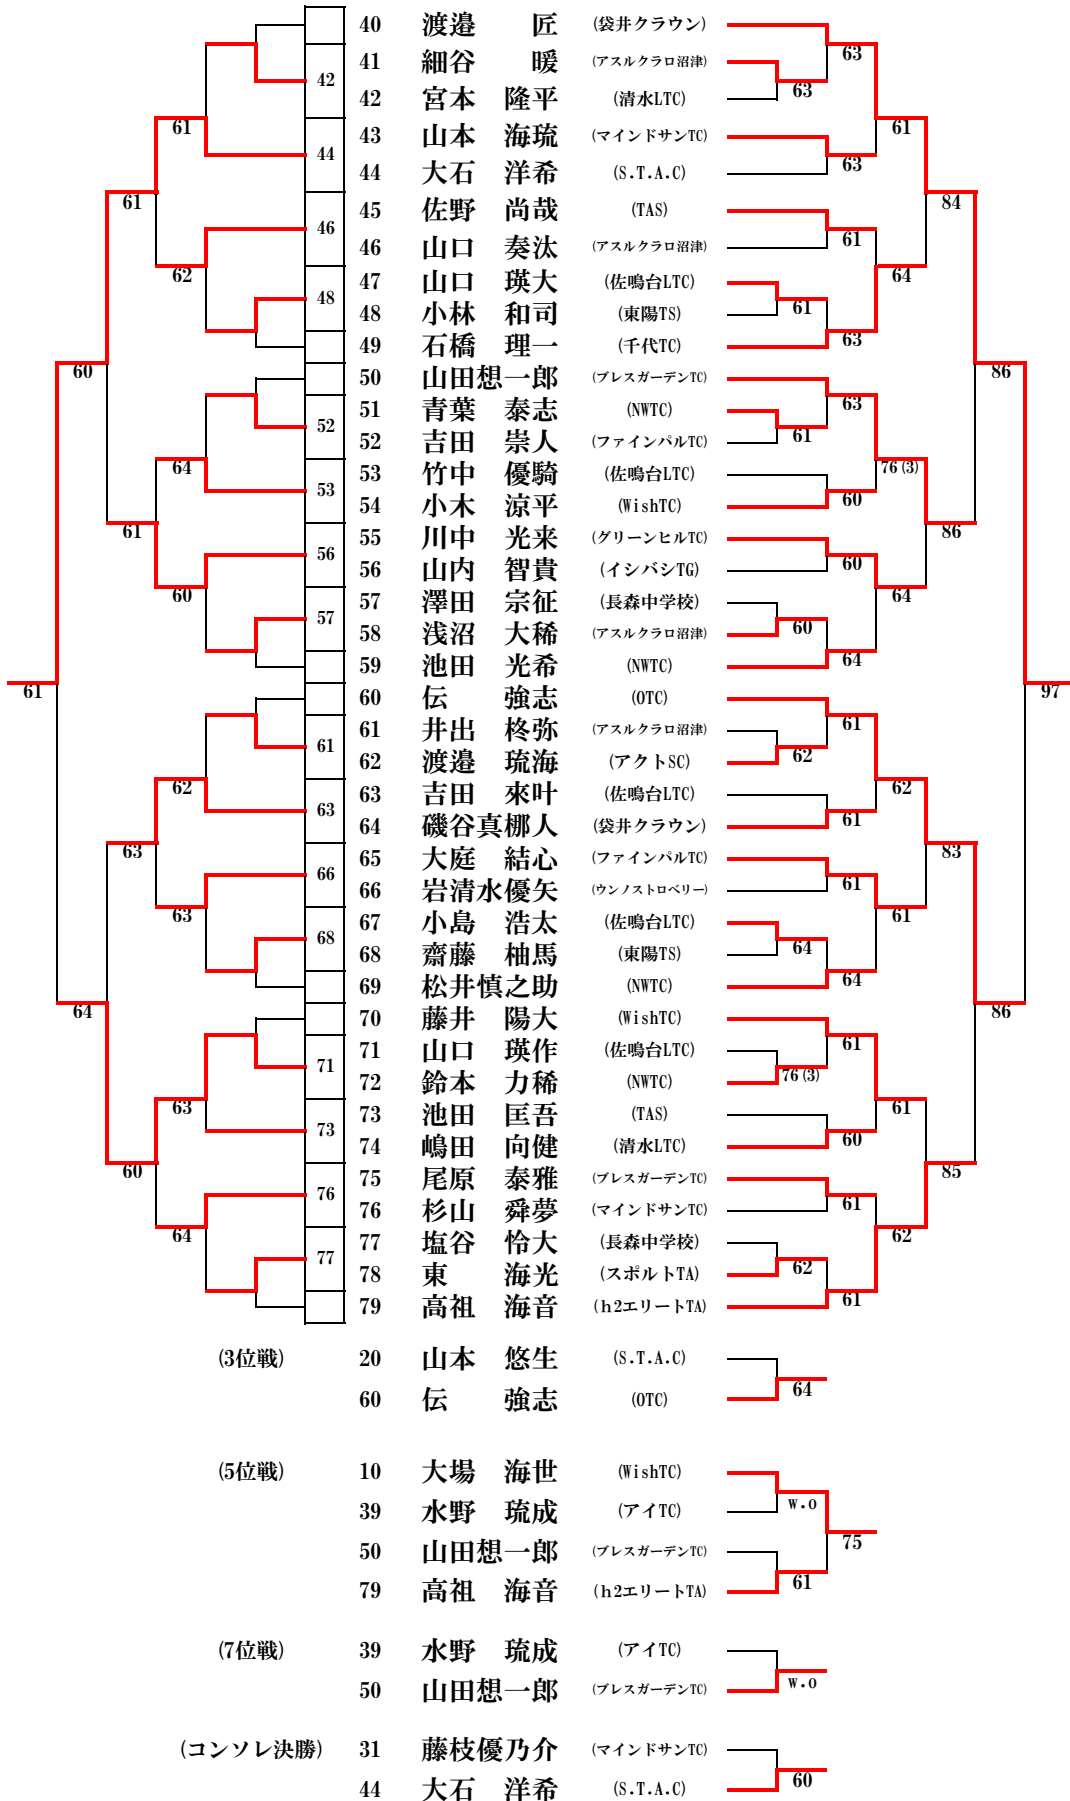 40 渡邉 匠 (袋井クラウン)
63
41 細谷 暖 (アスルクラロ沼津)
42 63
42 宮本 隆平 (清水LTC)
61 43 山本 海琉 (マインドサンTC) 61
44 63
44 大石 洋希 (S.T.A.C)
61 45 佐野 尚哉 (TAS) 84
46 61
46 山口 奏汰 (アスルクラロ沼津)
62 47 山口 瑛大 (佐鳴台LTC) 64
48 61
48 小林 和司 (東陽TS)
63
49 石橋 理一 (千代TC)
60 86
50 山田想一郎 (ブレスガーデンTC)
63
51 青葉 泰志 (NWTC)
52 61
52 吉田 崇人 (ファインパルTC)
64 53 竹中 優騎 (佐鳴台LTC) 76(3)
53 60
54 小木 涼平 (WishTC)
61 55 川中 光来 (グリーンヒルTC) 86
56 60
56 山内 智貴 (イシバシTG)
60 57 澤田 宗征 (長森中学校) 64
57 60
58 浅沼 大稀 (アスルクラロ沼津)
64
59 池田 光希 (NWTC)
61 97
60 伝 強志 (OTC)
61
61 井出 柊弥 (アスルクラロ沼津)
61 62
62 渡邉 琉海 (アクトSC)
62 63 吉田 來叶 (佐鳴台LTC) 62
63 61
64 磯谷真梛人 (袋井クラウン)
63 65 大庭 結心 (ファインパルTC) 83
66 61
66 岩清水優矢 (ウンノストロベリー)
63 67 小島 浩太 (佐鳴台LTC) 61
68 64
68 齋藤 柚馬 (東陽TS)
64
69 松井慎之助 (NWTC)
64 86
70 藤井 陽大 (WishTC)
61
71 山口 瑛作 (佐鳴台LTC)
71 76(3)
72 鈴本 力稀 (NWTC)
63 73 池田 匡吾 (TAS) 61
73 60
74 嶋田 向健 (清水LTC)
60 75 尾原 泰雅 (ブレスガーデンTC) 85
76 61
76 杉山 舜夢 (マインドサンTC)
64 77 塩谷 怜大 (長森中学校) 62
77 62
78 東 海光 (スポルトTA)
61
79 高祖 海音 (h2エリートTA)
(3位戦) 20 山本 悠生 (S.T.A.C)
64
60 伝 強志 (OTC)
(5位戦) 10 大場 海世 (WishTC)
w.o
39 水野 琉成 (アイTC)
75
50 山田想一郎 (ブレスガーデンTC)
61
79 高祖 海音 (h2エリートTA)
(7位戦) 39 水野 琉成 (アイTC)
w.o
50 山田想一郎 (ブレスガーデンTC)
(コンソレ決勝) 31 藤枝優乃介 (マインドサンTC)
60
44 大石 洋希 (S.T.A.C)